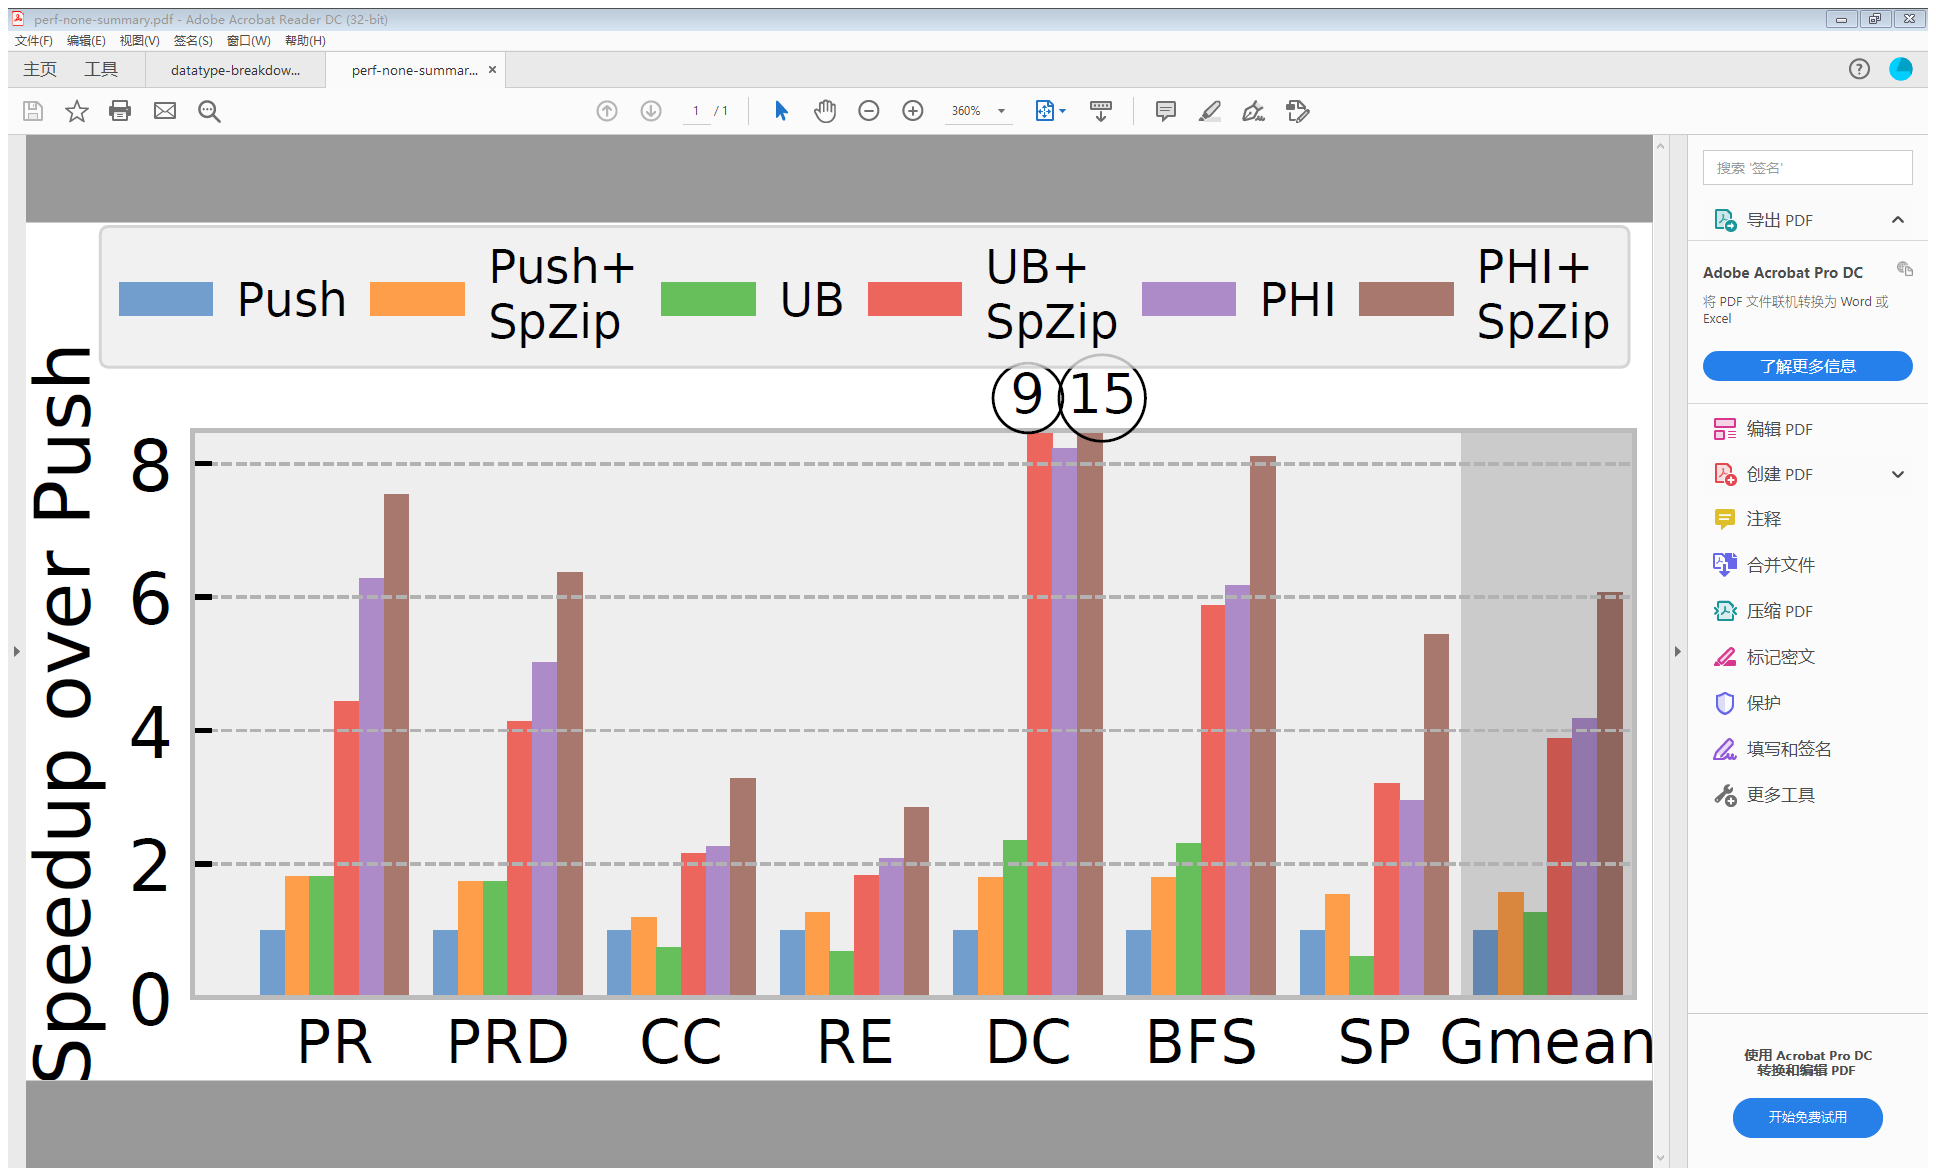 perf-none-summary.pdf - Adobe Acrobat Reader DC (32-bit)
文件(F) 编辑(E) 视图(V) 签名(S) 窗口(W) 帮助(H)
主页 工具 datatype-breakdow... perf-none-summar... ×
1 / 1 360%
搜索 '签名'
导出 PDF
Adobe Acrobat Pro DC
将 PDF 文件联机转换为 Word 或
Excel
了解更多信息
编辑 PDF
创建 PDF
注释
合并文件
压缩 PDF
标记密文
保护
填写和签名
更多工具
使用 Acrobat Pro DC
转换和编辑 PDF
开始免费试用
Push
Push+
SpZip
UB
UB+
SpZip
PHI
PHI+
SpZip
9 15
Speedup over Push
8
6
4
2
0
PR PRD CC RE DC BFS SP Gmean